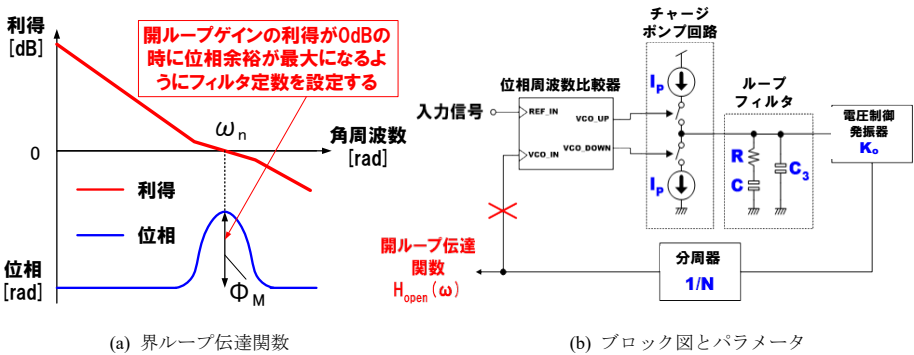 利得
[dB]
開ループゲインの利得が0dBの
時に位相余裕が最大になるよ
うにフィルタ定数を設定する
ωn
角周波数
[rad]
0
利得
位相
位相
[rad]
ΦM
(a) 界ループ伝達関数
チャージ
ポンプ回路
位相周波数比較器
入力信号
REF_IN
VCO_UP
VCO_IN
VCO_DOWN
IP
IP
ループ
フィルタ
R
C
C3
電圧制御
発振器
Ko
分周器
1/N
開ループ伝達
関数
Hopen(ω)
(b) ブロック図とパラメータ